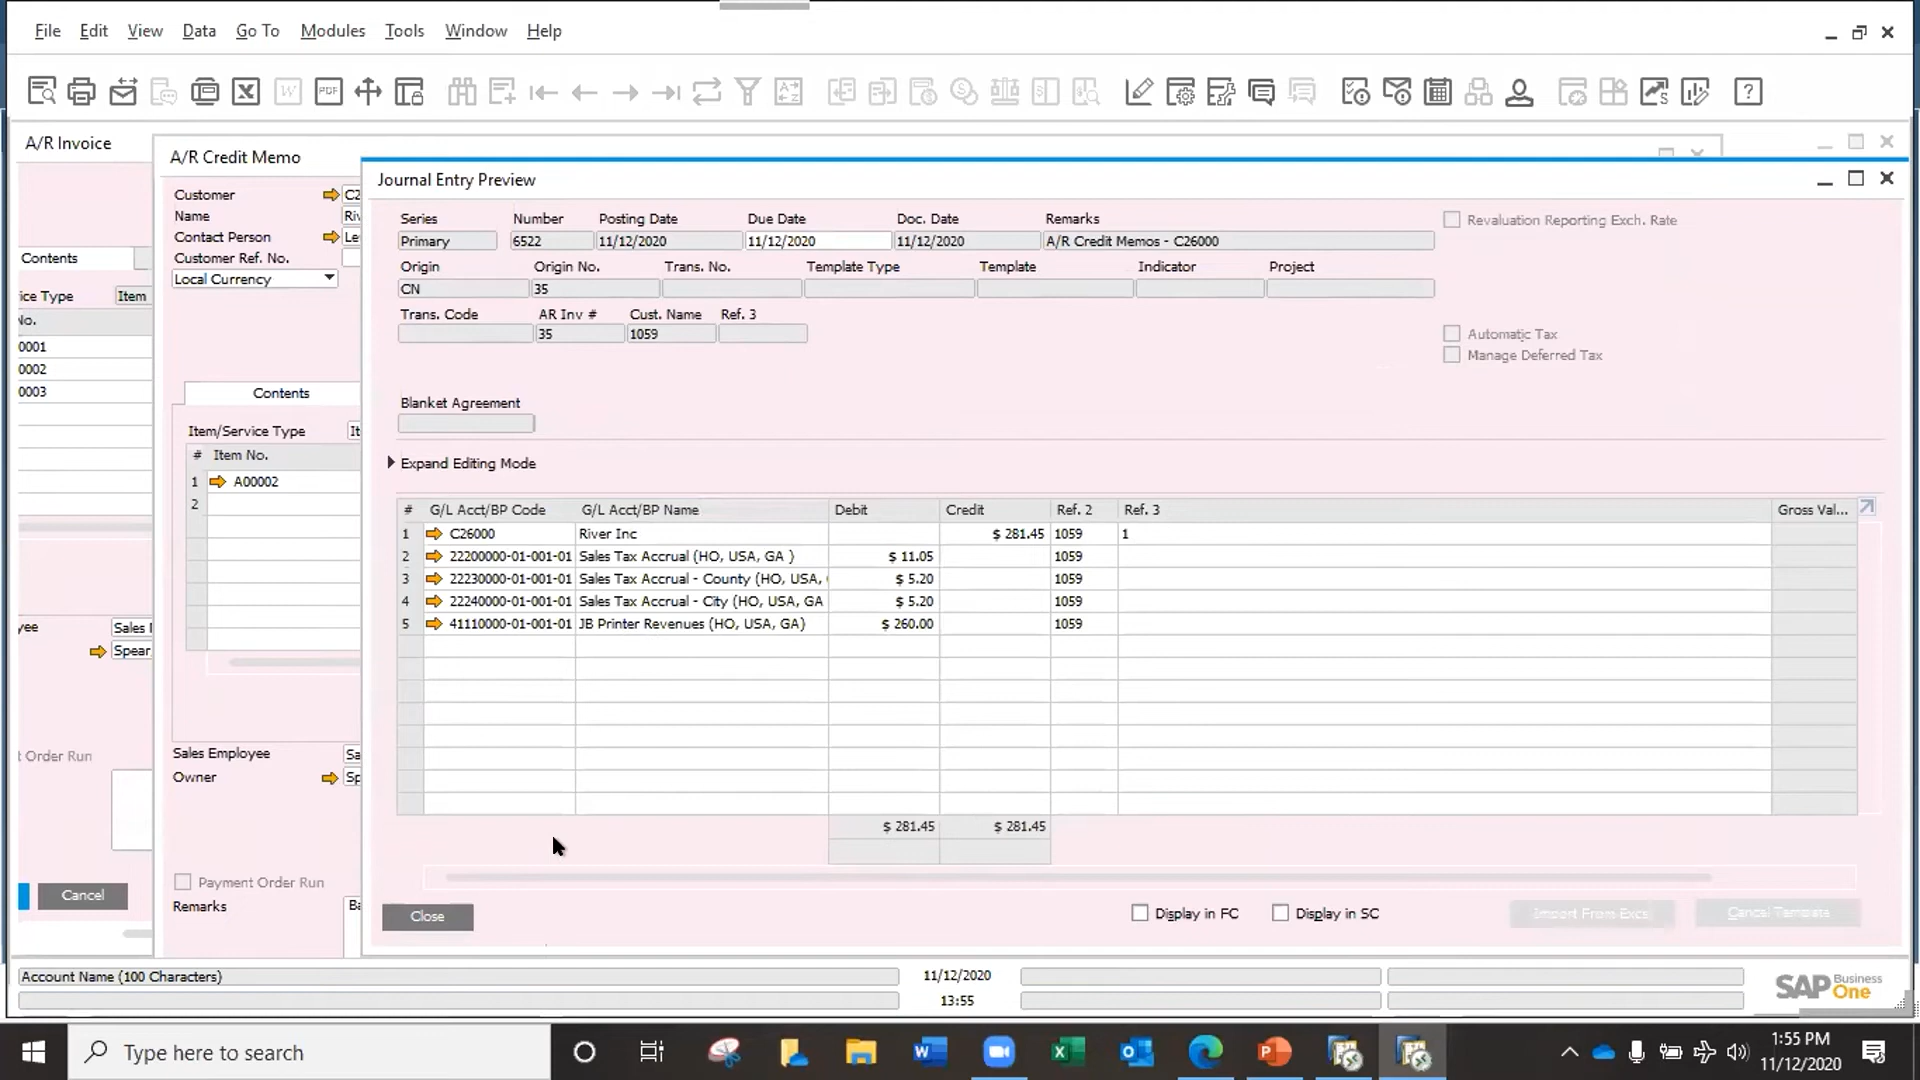 File Edit View Data Go To Modules Tools Window Help
A/R Invoice
A/R Credit Memo
Journal Entry Preview
Customer
Name
Contact Person
Customer Ref. No.
Local Currency
Contents
Item
0001
0002
0003
Contents
Item/Service Type
# Item No.
1 A00002
2
Sales Employee
Owner
Spear
Order Run
Payment Order Run
Remarks
Cancel
Series Number Posting Date Due Date Doc. Date Remarks
Primary 6522 11/12/2020 11/12/2020 11/12/2020 A/R Credit Memos - C26000
Revaluation Reporting Exch. Rate
Origin Origin No. Trans. No. Template Type Template Indicator Project
CN 35
Trans. Code AR Inv # Cust. Name Ref. 3
35 1059
Automatic Tax
Manage Deferred Tax
Blanket Agreement
Expand Editing Mode
# G/L Acct/BP Code G/L Acct/BP Name Debit Credit Ref. 2 Ref. 3 Gross Val...
1 C26000 River Inc $ 281.45 1059 1
2 22200000-01-001-01 Sales Tax Accrual (HO, USA, GA ) $ 11.05 1059
3 22230000-01-001-01 Sales Tax Accrual - County (HO, USA, $ 5.20 1059
4 22240000-01-001-01 Sales Tax Accrual - City (HO, USA, GA $ 5.20 1059
5 41110000-01-001-01 JB Printer Revenues (HO, USA, GA) $ 260.00 1059
$ 281.45 $ 281.45
Close
Display in FC Display in SC Import From Excel Cancel Template
Account Name (100 Characters)
11/12/2020
13:55
SAP Business One
Type here to search
1:55 PM
11/12/2020